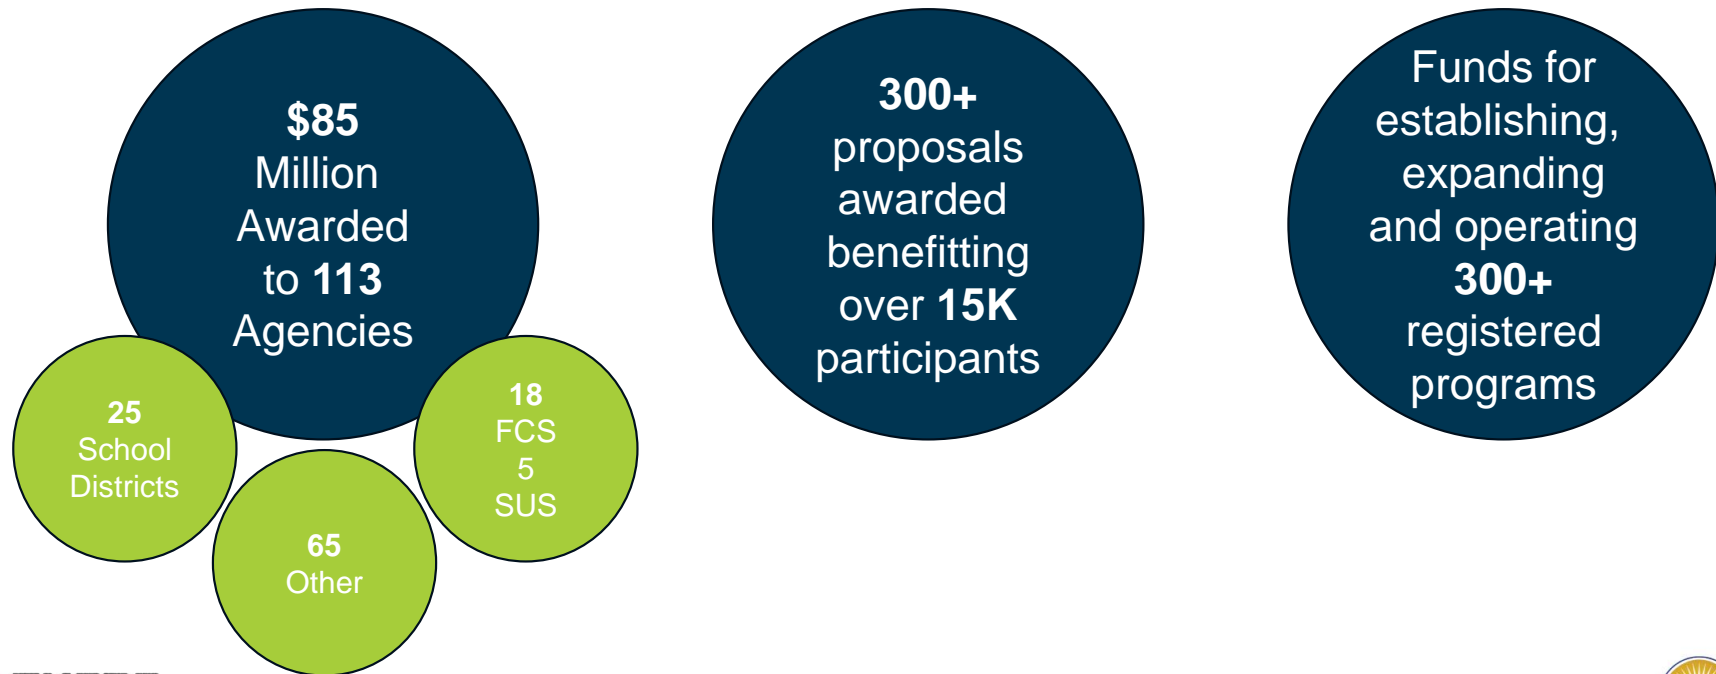 $85
Million
Awarded
to 113
Agencies
25
School
Districts
65
Other
18
FCS
5
SUS
300+
proposals
awarded
benefitting
over 15K
participants
Funds for
establishing,
expanding
and operating
300+
registered
programs